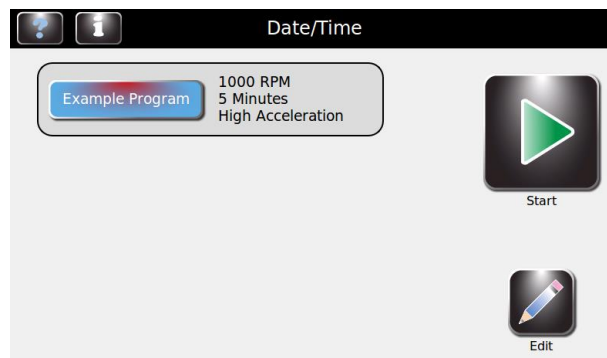 ? i Date/Time
Example Program
1000 RPM
5 Minutes
High Acceleration
Start
Edit